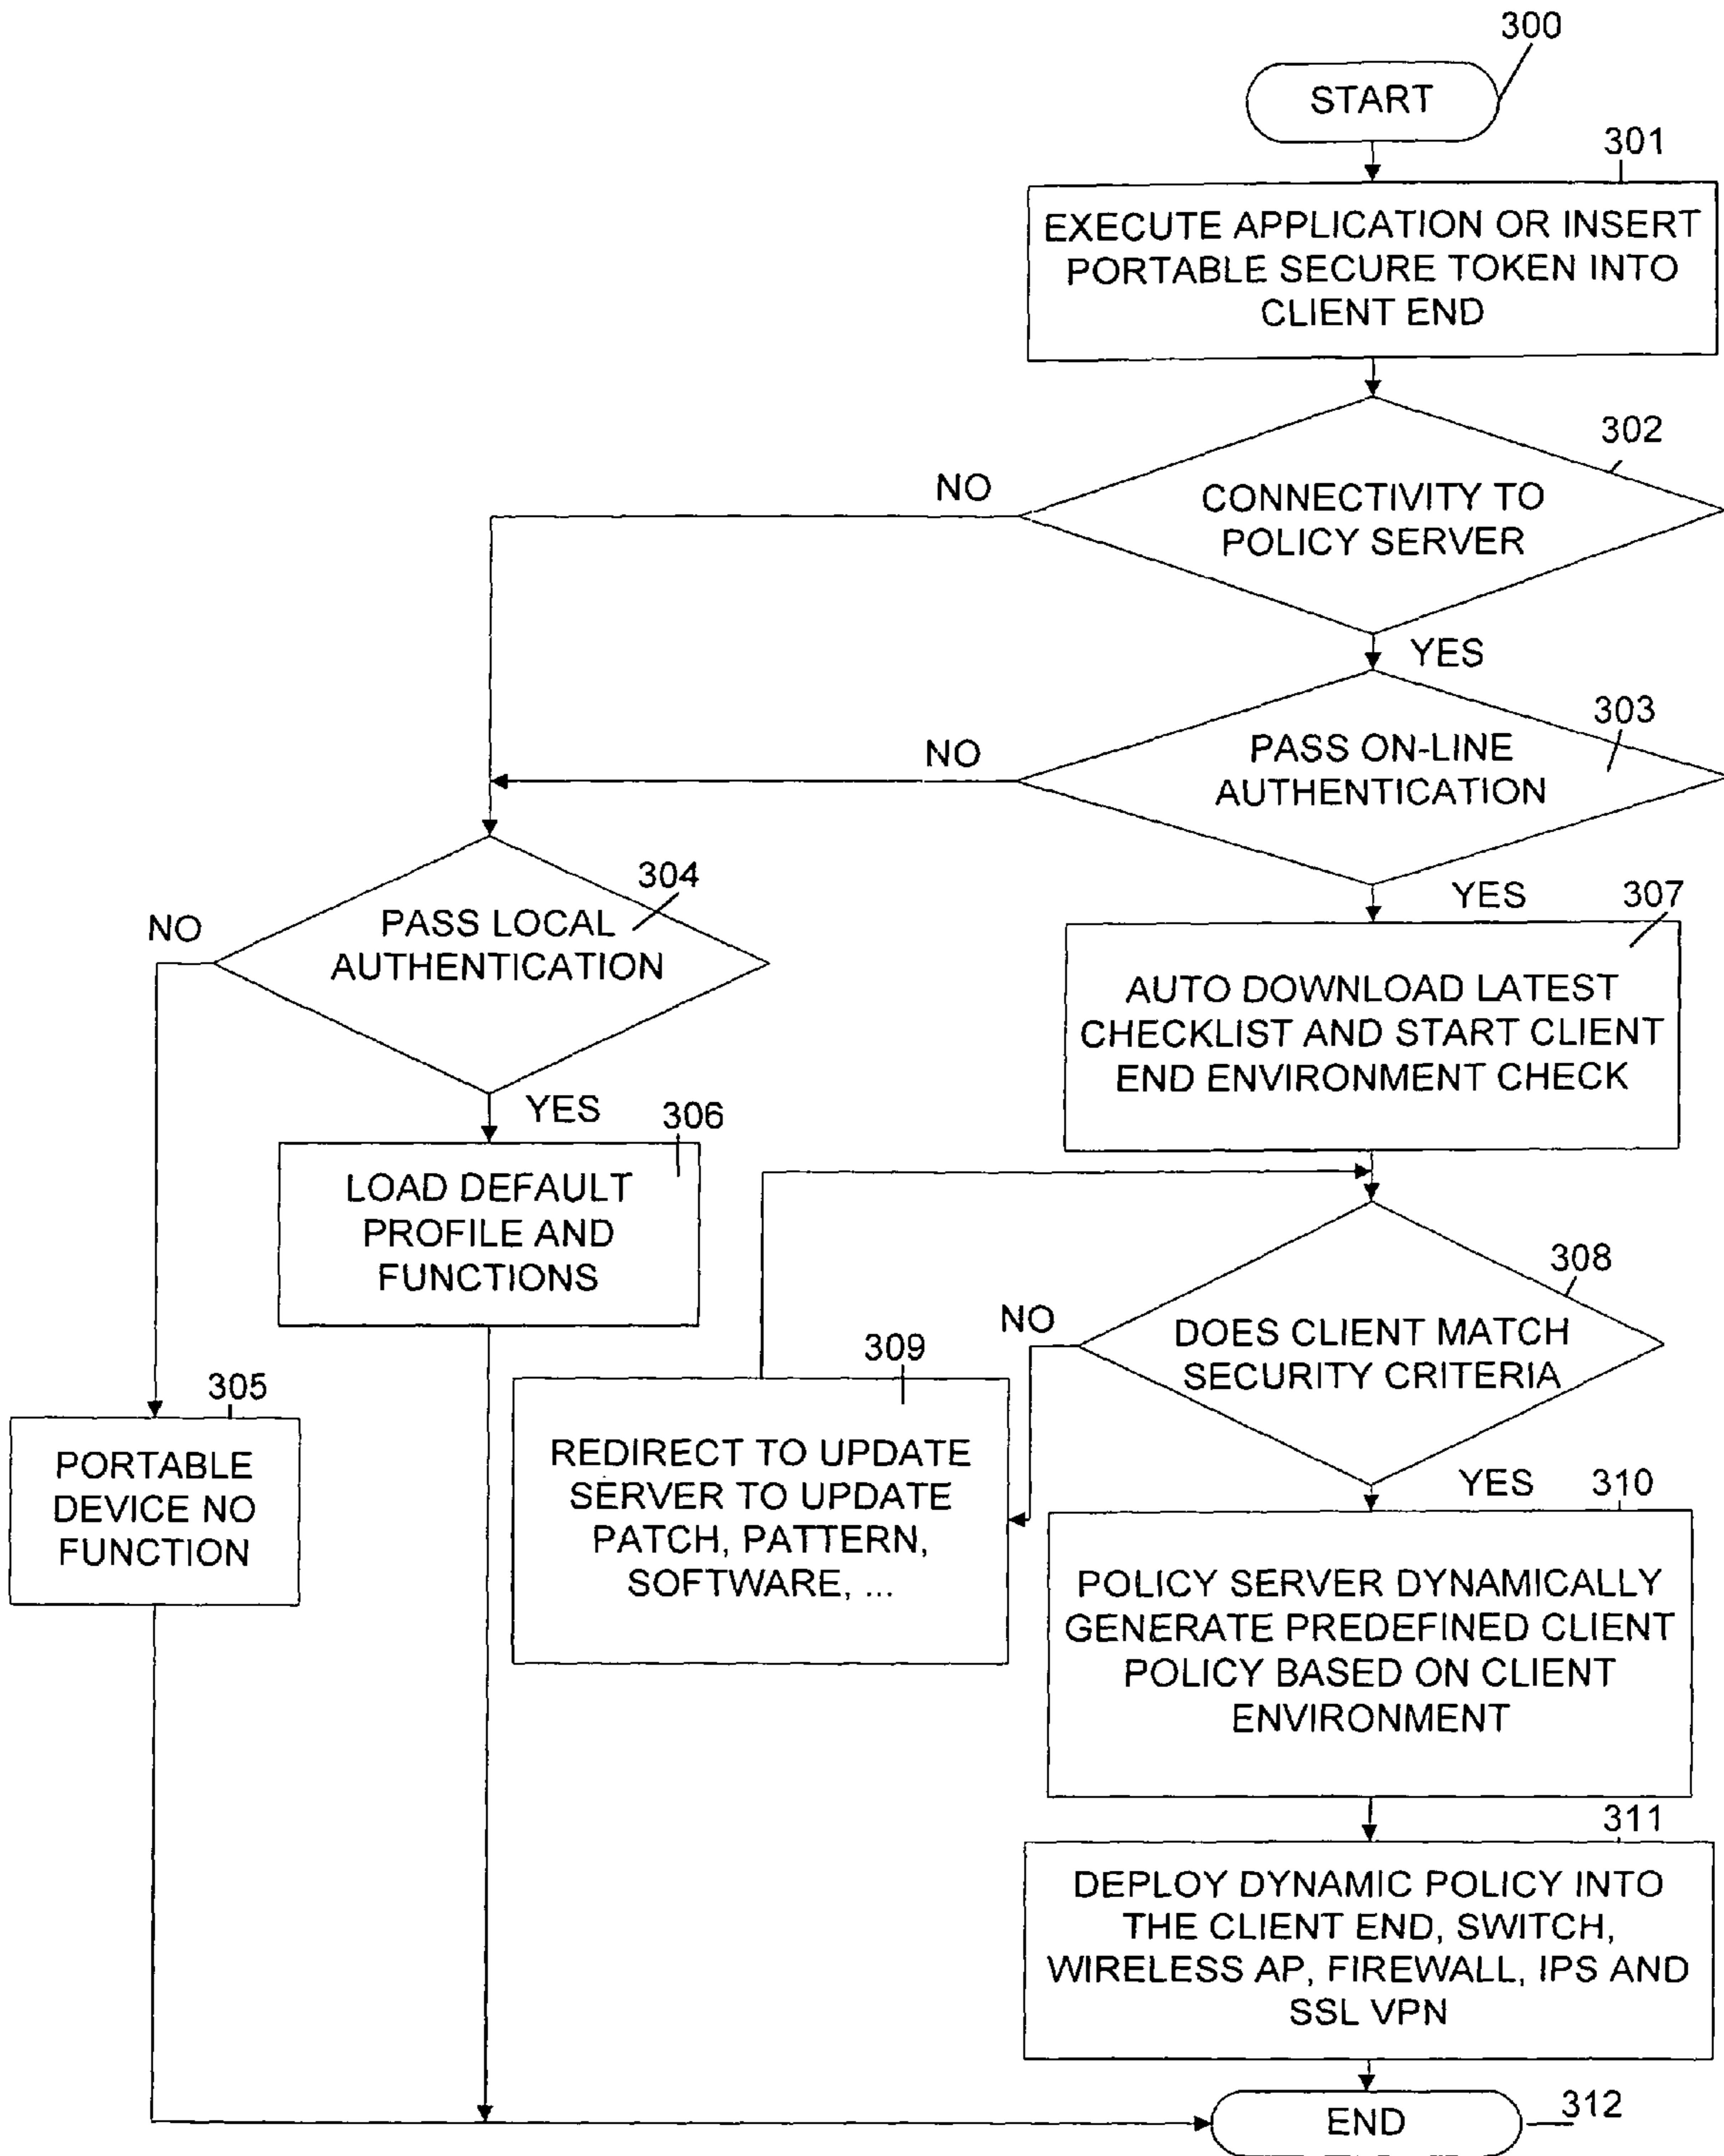 300
START
301
EXECUTE APPLICATION OR INSERT
PORTABLE SECURE TOKEN INTO
CLIENT END
302
NO
CONNECTIVITY TO
POLICY SERVER
YES
303
NO
PASS ON-LINE
AUTHENTICATION
304
NO
PASS LOCAL
AUTHENTICATION
YES
307
AUTO DOWNLOAD LATEST
CHECKLIST AND START CLIENT
END ENVIRONMENT CHECK
YES
306
LOAD DEFAULT
PROFILE AND
FUNCTIONS
308
NO
DOES CLIENT MATCH
SECURITY CRITERIA
309
REDIRECT TO UPDATE
SERVER TO UPDATE
PATCH, PATTERN,
SOFTWARE, ...
305
PORTABLE
DEVICE NO
FUNCTION
YES
310
POLICY SERVER DYNAMICALLY
GENERATE PREDEFINED CLIENT
POLICY BASED ON CLIENT
ENVIRONMENT
311
DEPLOY DYNAMIC POLICY INTO
THE CLIENT END, SWITCH,
WIRELESS AP, FIREWALL, IPS AND
SSL VPN
END
312